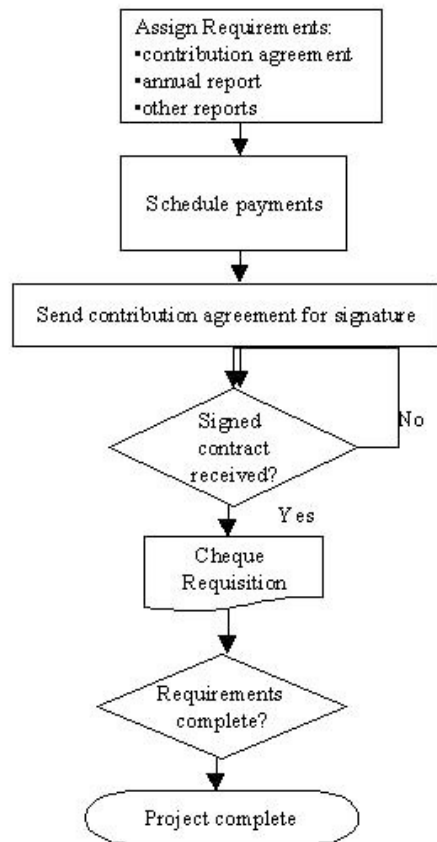 Assign Requirements:
▪contribution agreement
▪annual report
▪other reports
Schedule payments
Send contribution agreement for signature
Signed
contract
received?
No
Yes
Cheque
Requisition
Requirements
complete?
Project complete